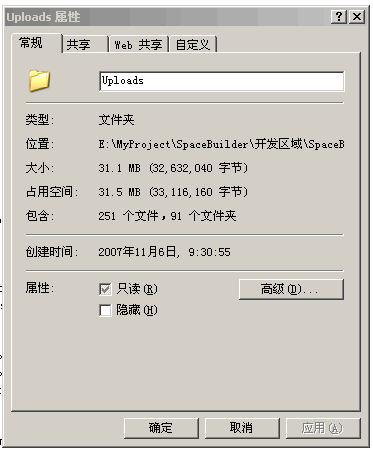 Uploads 属性
常规 共享 Web 共享 自定义
Uploads
类型: 文件夹
位置: E:\MyProject\SpaceBuilder\开发区域\SpaceB
大小: 31.1 MB (32,632,040 字节)
占用空间: 31.5 MB (33,116,160 字节)
包含: 251 个文件，91 个文件夹
创建时间: 2007年11月6日, 9:30:55
属性: 只读(R) 高级(D)...
隐藏(H)
确定 取消 应用(A)